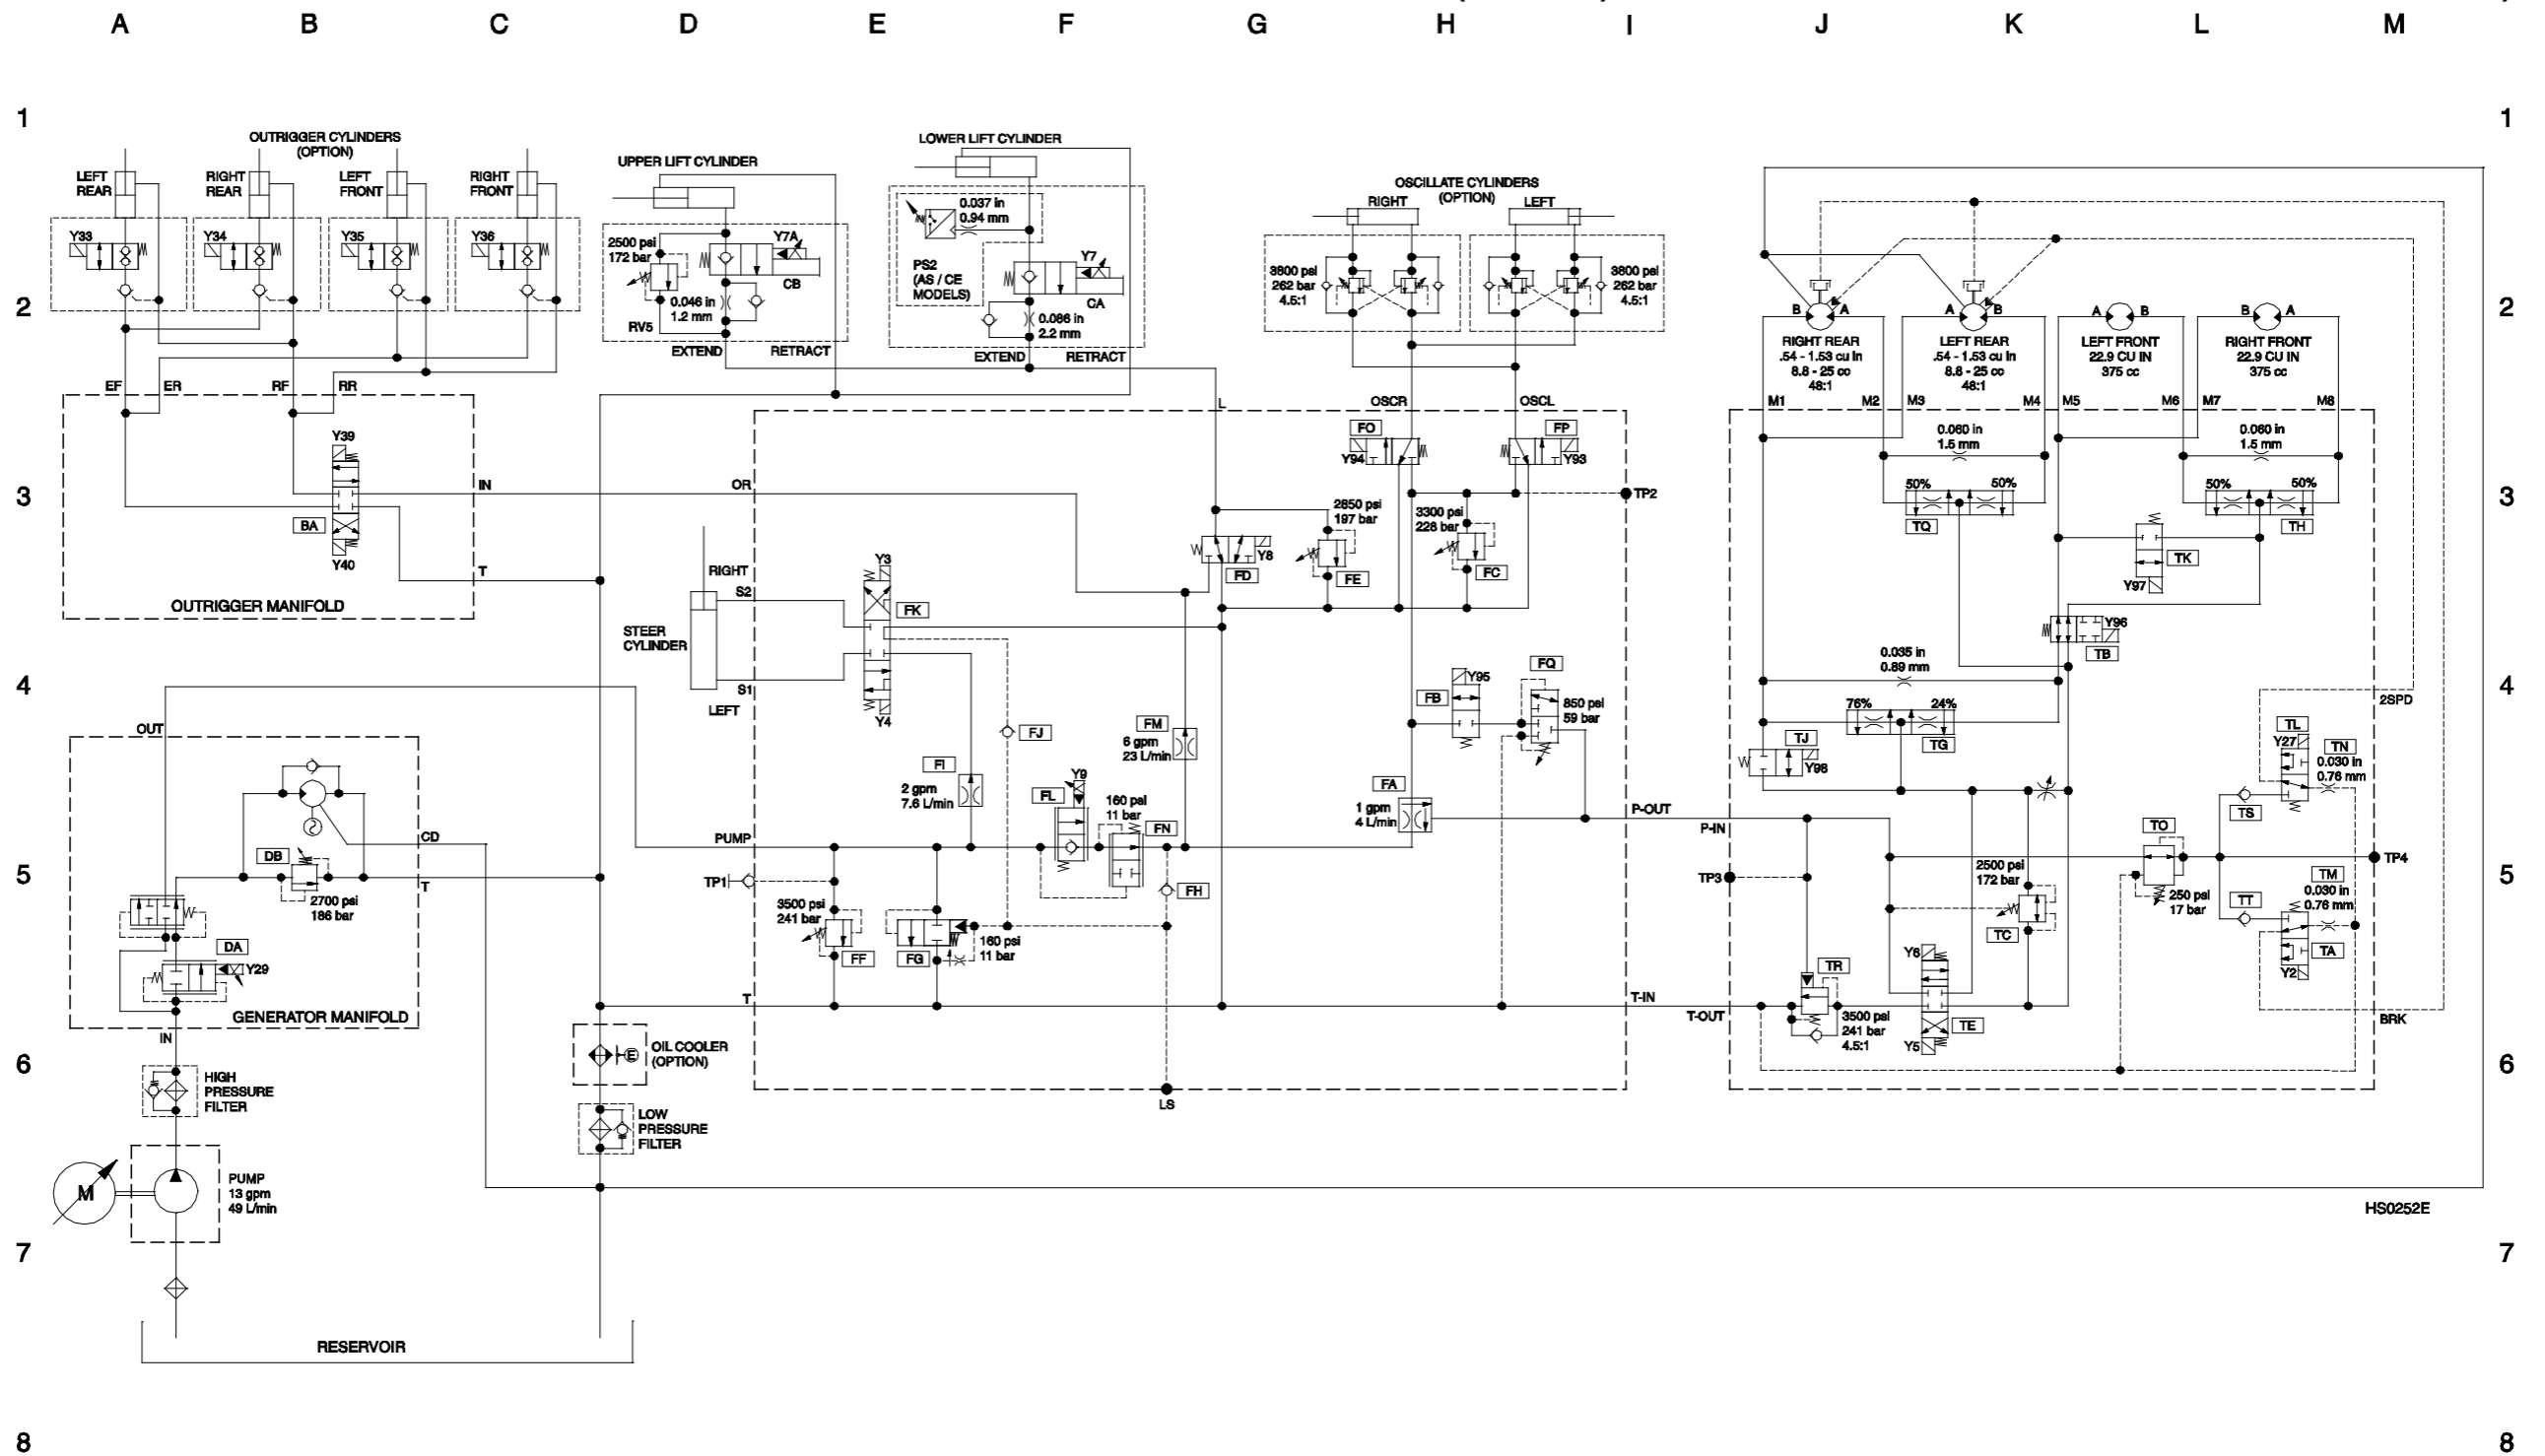 A B C D E F G H I J K L M
1
1
OUTRIGGER CYLINDERS
(OPTION)
LEFT
REAR
RIGHT
REAR
LEFT
FRONT
RIGHT
FRONT
Y33
Y34
Y35
Y36
UPPER LIFT CYLINDER
2500 psi
172 bar
Y7A
CB
0.046 in
1.2 mm
RV5
EXTEND
RETRACT
LOWER LIFT CYLINDER
0.037 in
0.94 mm
PS2
(AS / CE
MODELS)
Y7
CA
0.086 in
2.2 mm
EXTEND
RETRACT
OSCILLATE CYLINDERS
(OPTION)
RIGHT
LEFT
3800 psi
262 bar
4.5:1
3800 psi
262 bar
4.5:1
2
2
B A
RIGHT REAR
.54 - 1.53 cu in
8.8 - 25 cc
48:1
A B
LEFT REAR
.54 - 1.53 cu in
8.8 - 25 cc
48:1
A B
LEFT FRONT
22.9 CU IN
375 cc
B A
RIGHT FRONT
22.9 CU IN
375 cc
EF
ER
RF
RR
L
OSCR
OSCL
M1
M2
M3
M4
M5
M6
M7
M8
Y39
BA
Y40
IN
T
OUTRIGGER MANIFOLD
3
3
OR
FO
Y94
FP
Y93
TP2
2850 psi
197 bar
3300 psi
228 bar
Y8
FD
FE
FC
0.060 in
1.5 mm
0.060 in
1.5 mm
50%
50%
TQ
50%
50%
TH
TK
Y97
Y96
TB
RIGHT
S2
STEER
CYLINDER
S1
LEFT
Y3
FK
Y4
4
4
FJ
FI
2 gpm
7.6 L/min
FM
6 gpm
23 L/min
Y95
FB
FQ
850 psi
59 bar
0.035 in
0.89 mm
76%
24%
TG
TJ
Y98
2SPD
TL
Y27
TN
0.030 in
0.76 mm
TS
OUT
CD
DB
T
2700 psi
186 bar
DA
Y29
GENERATOR MANIFOLD
IN
PUMP
Y9
FL
160 psi
11 bar
FN
FA
1 gpm
4 L/min
P-OUT
P-IN
5
5
TP1
3500 psi
241 bar
FF
FG
160 psi
11 bar
FH
TP3
2500 psi
172 bar
TC
TO
250 psi
17 bar
TP4
TM
0.030 in
0.76 mm
TT
TA
Y2
T
T-IN
T-OUT
TR
3500 psi
241 bar
4.5:1
Y6
TE
Y5
BRK
6
6
HIGH
PRESSURE
FILTER
E
OIL COOLER
(OPTION)
LOW
PRESSURE
FILTER
LS
M
PUMP
13 gpm
49 L/min
HS0252E
7
7
RESERVOIR
8
8